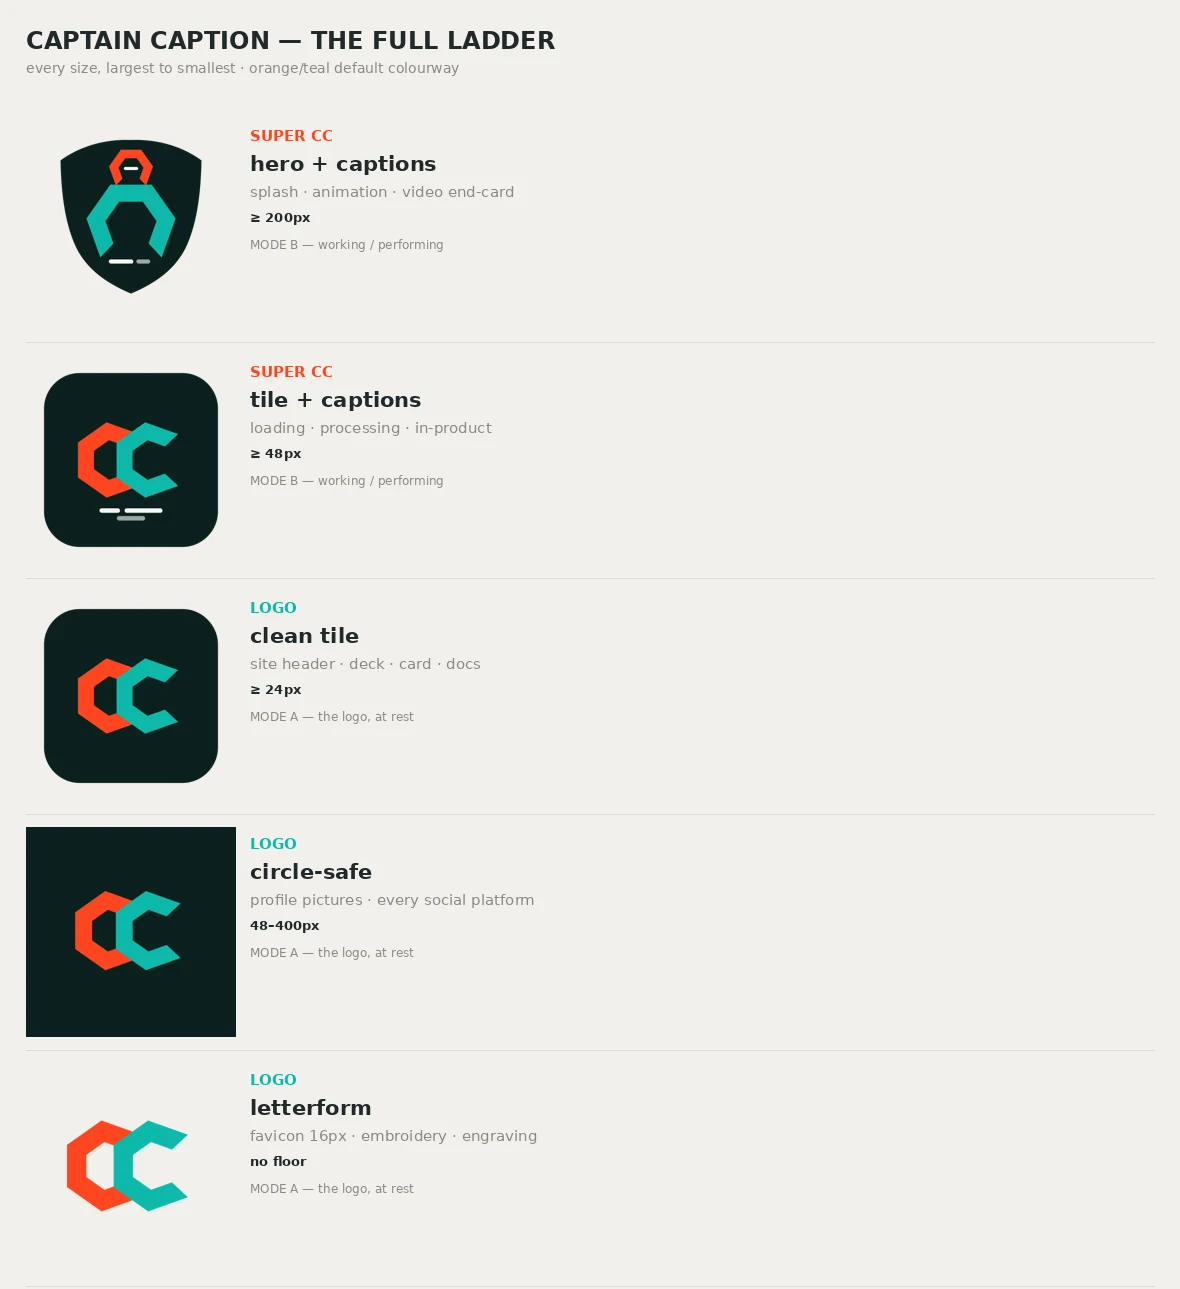 CAPTAIN CAPTION — THE FULL LADDER
every size, largest to smallest · orange/teal default colourway
SUPER CC
hero + captions
splash · animation · video end-card
≥ 200px
MODE B — working / performing
SUPER CC
tile + captions
loading · processing · in-product
≥ 48px
MODE B — working / performing
LOGO
clean tile
site header · deck · card · docs
≥ 24px
MODE A — the logo, at rest
LOGO
circle-safe
profile pictures · every social platform
48–400px
MODE A — the logo, at rest
LOGO
letterform
favicon 16px · embroidery · engraving
no floor
MODE A — the logo, at rest